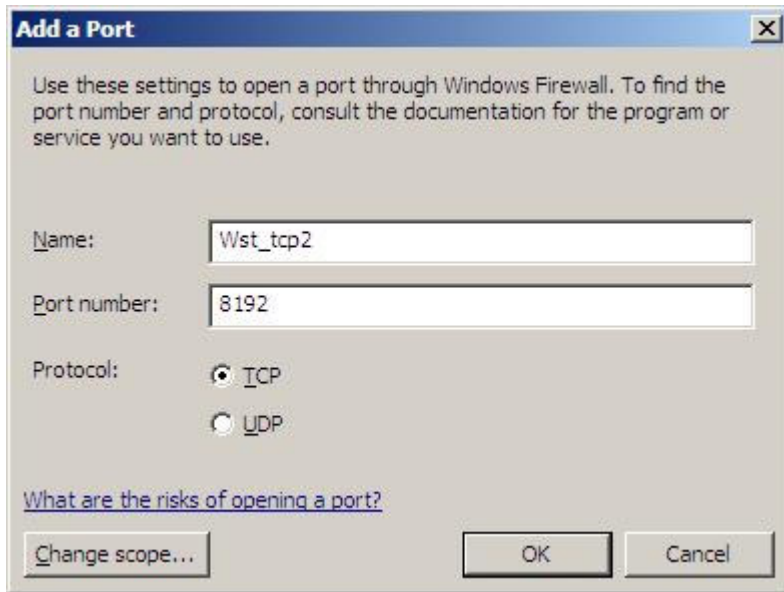 Add a Port
Use these settings to open a port through Windows Firewall. To find the
port number and protocol, consult the documentation for the program or
service you want to use.
Name: Wst_tcp2
Port number: 8192
Protocol: TCP
UDP
What are the risks of opening a port?
Change scope... OK Cancel